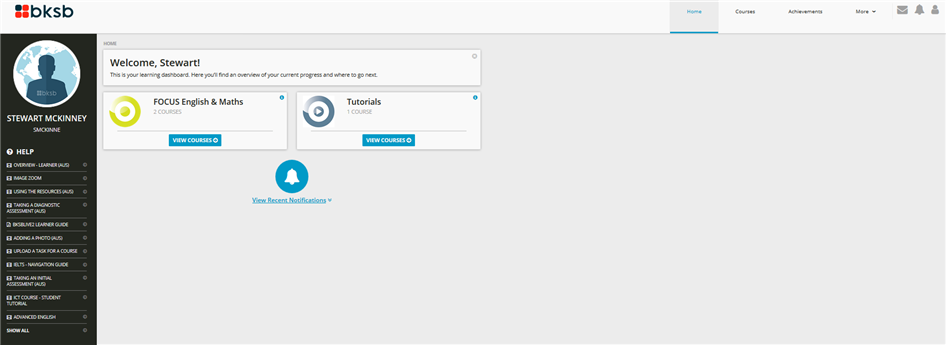 bksb
Home
Courses
Achievements
More
bksb
STEWART MCKINNEY
SMCKINNE
HELP
OVERVIEW - LEARNER (AUS)
IMAGE ZOOM
USING THE RESOURCES (AUS)
TAKING A DIAGNOSTIC
ASSESSMENT (AUS)
BKSBLIVE2 LEARNER GUIDE
ADDING A PHOTO (AUS)
UPLOAD A TASK FOR A COURSE
IELTS - NAVIGATION GUIDE
TAKING AN INITIAL
ASSESSMENT (AUS)
ICT COURSE - STUDENT
TUTORIAL
ADVANCED ENGLISH
SHOW ALL
HOME
Welcome, Stewart!
This is your learning dashboard. Here you'll find an overview of your current progress and where to go next.
FOCUS English & Maths
2 COURSES
VIEW COURSES
Tutorials
1 COURSE
VIEW COURSES
View Recent Notifications